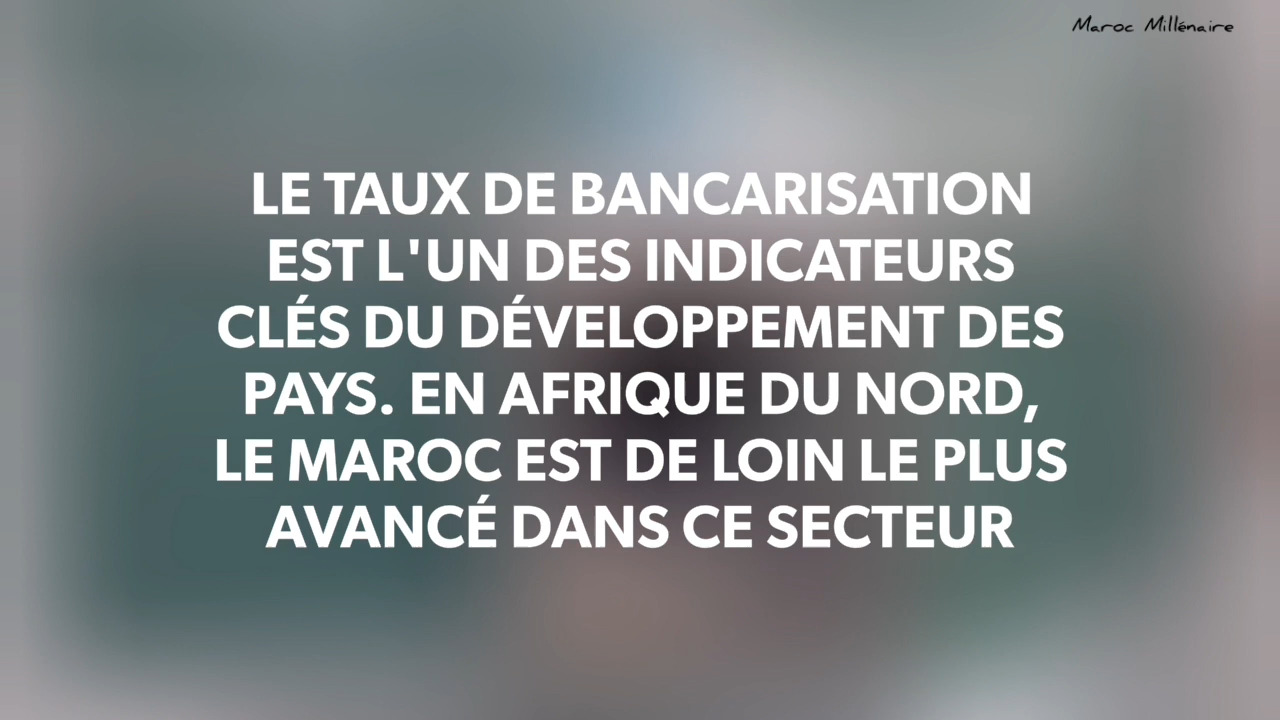 Maroc Millénaire
LE TAUX DE BANCARISATION
EST L'UN DES INDICATEURS
CLÉS DU DÉVELOPPEMENT DES
PAYS. EN AFRIQUE DU NORD,
LE MAROC EST DE LOIN LE PLUS
AVANCÉ DANS CE SECTEUR